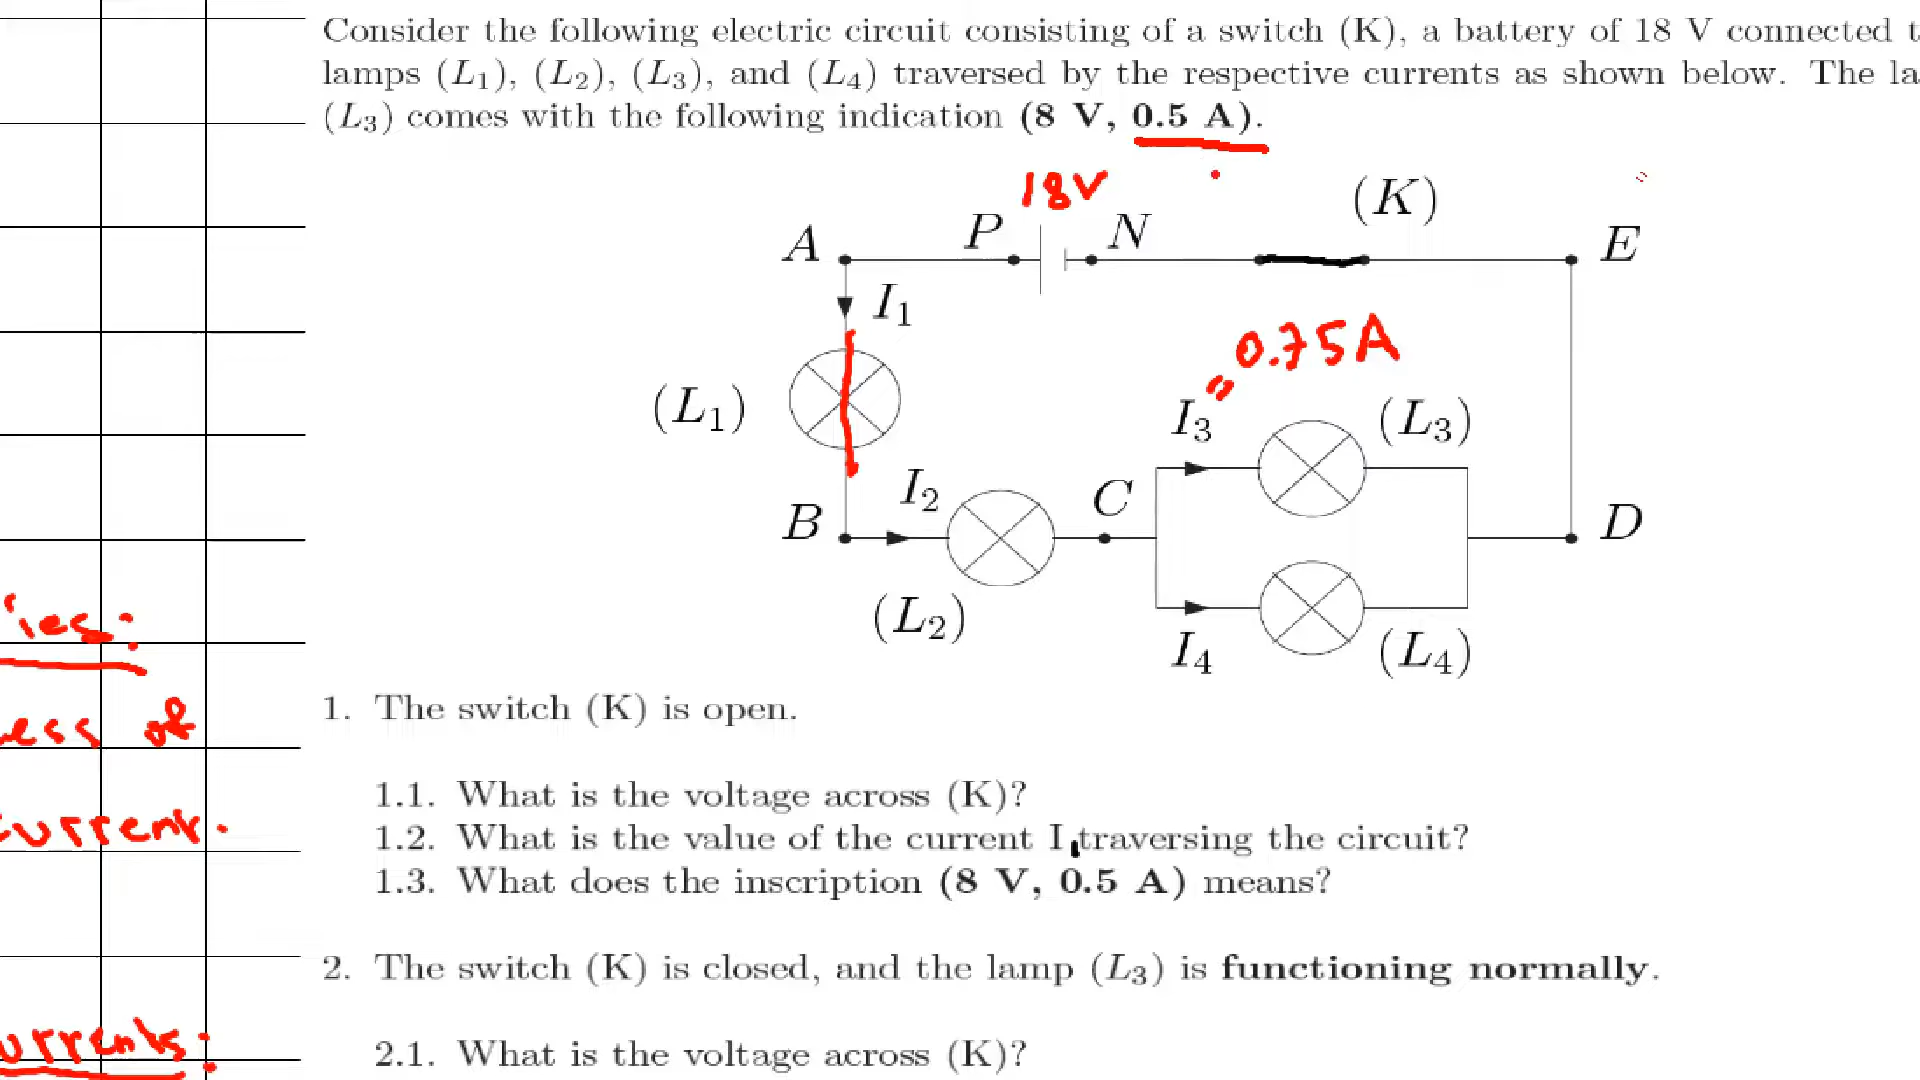 Consider the following electric circuit consisting of a switch (K), a battery of 18 V connected
lamps (L₁), (L₂), (L₃), and (L₄) traversed by the respective currents as shown below. The
(L₃) comes with the following indication (8 V, 0.5 A).
18V
(K)
A
P
N
E
I₁
0.75A
(L₁)
I₃
=
(L₃)
I₂
C
B
D
(L₂)
I₄
(L₄)
ies:
ess of
current.
urrents:
1. The switch (K) is open.
1.1. What is the voltage across (K)?
1.2. What is the value of the current I traversing the circuit?
1.3. What does the inscription (8 V, 0.5 A) means?
2. The switch (K) is closed, and the lamp (L₃) is functioning normally.
2.1. What is the voltage across (K)?